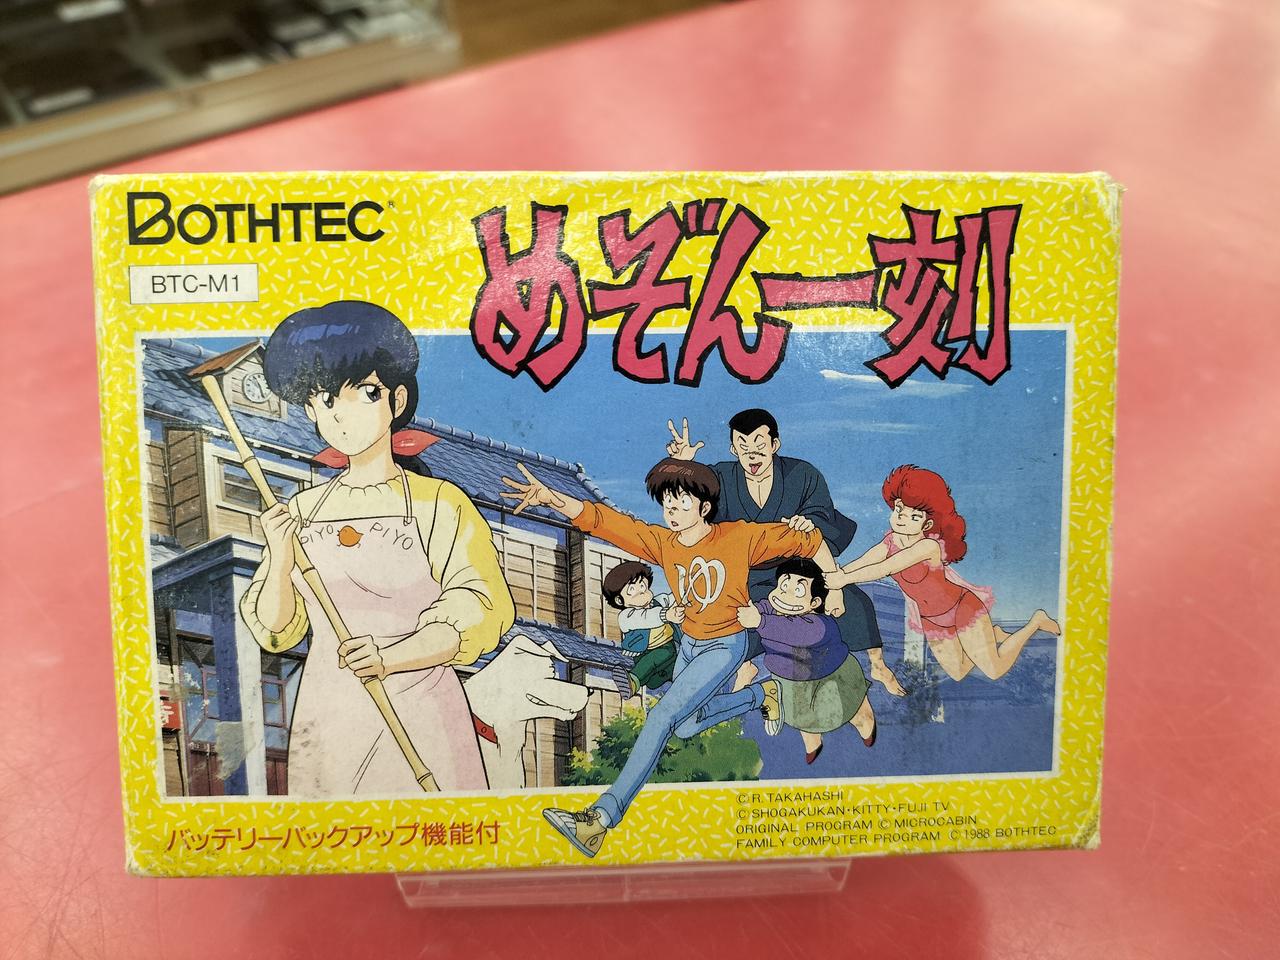 BOTHTEC®
BTC-M1
めぞん一刻
PIYO PIYO
ゆ
バッテリーバックアップ機能付
© R. TAKAHASHI
© SHOGAKUKAN・KITTY・FUJI TV
ORIGINAL PROGRAM © MICROCABIN
FAMILY COMPUTER PROGRAM © 1988 BOTHTEC